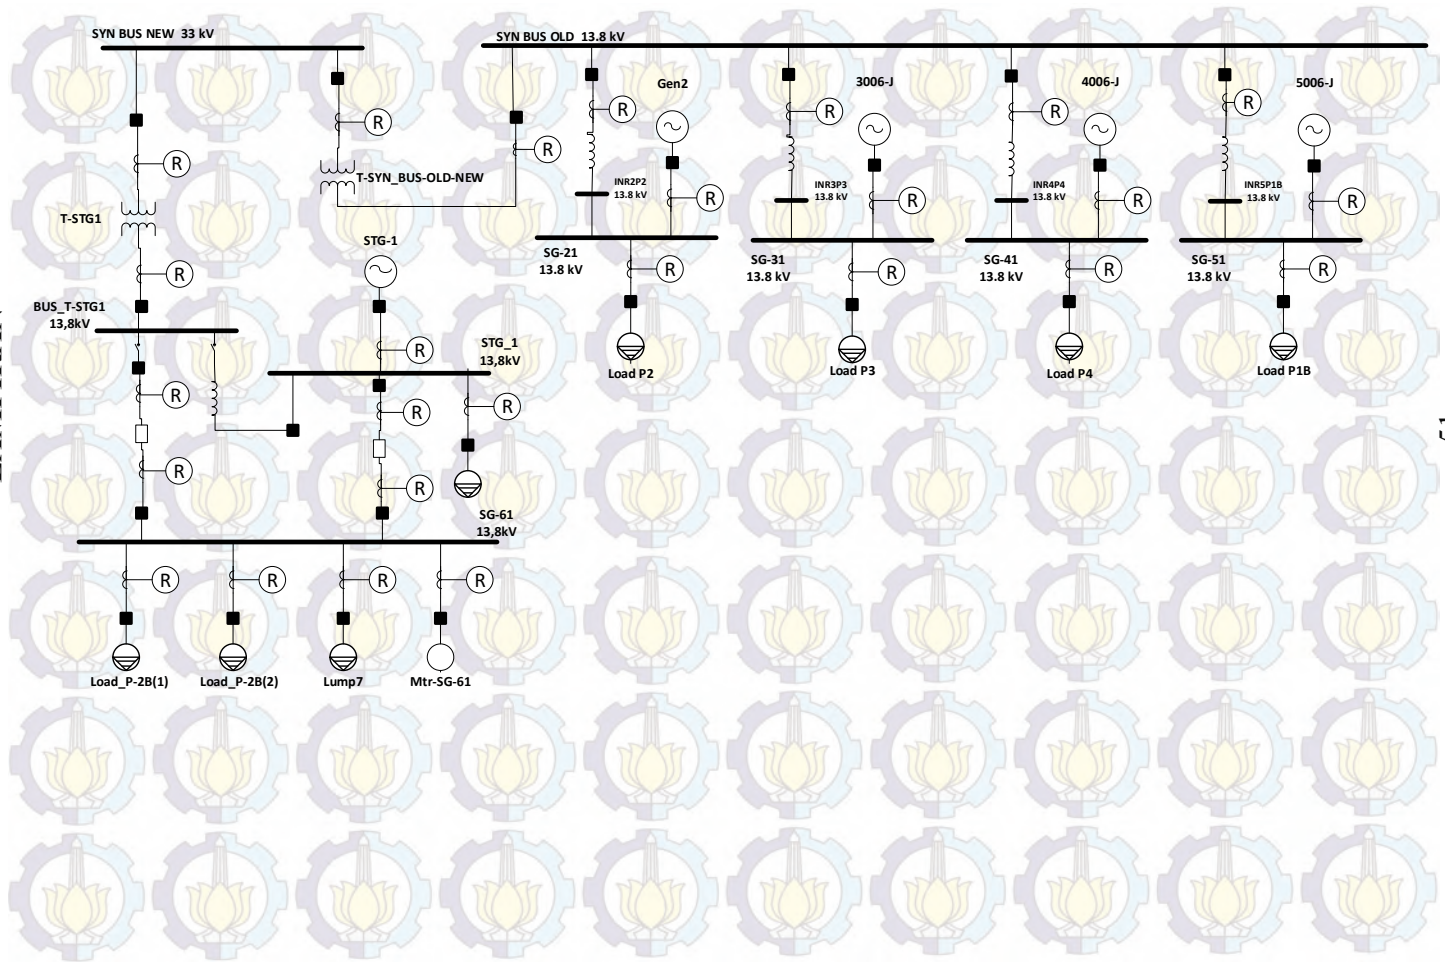 SYN BUS NEW 33 kV
SYN BUS OLD 13.8 kV
Gen2
3006-J
4006-J
5006-J
R
R
R
R
R
R
R
T-SYN_BUS-OLD-NEW
INR2P2
13.8 kV
INR3P3
13.8 kV
INR4P4
13.8 kV
INR5P1B
13.8 kV
R
R
R
R
R
T-STG1
STG-1
SG-21
13.8 kV
SG-31
13.8 kV
SG-41
13.8 kV
SG-51
13.8 kV
R
R
R
R
R
BUS_T-STG1
13,8kV
STG_1
13,8kV
R
Load P2
Load P3
Load P4
Load P1B
R
R
R
R
R
SG-61
13,8kV
R
R
R
R
Load_P-2B(1)
Load_P-2B(2)
Lump7
Mtr-SG-61